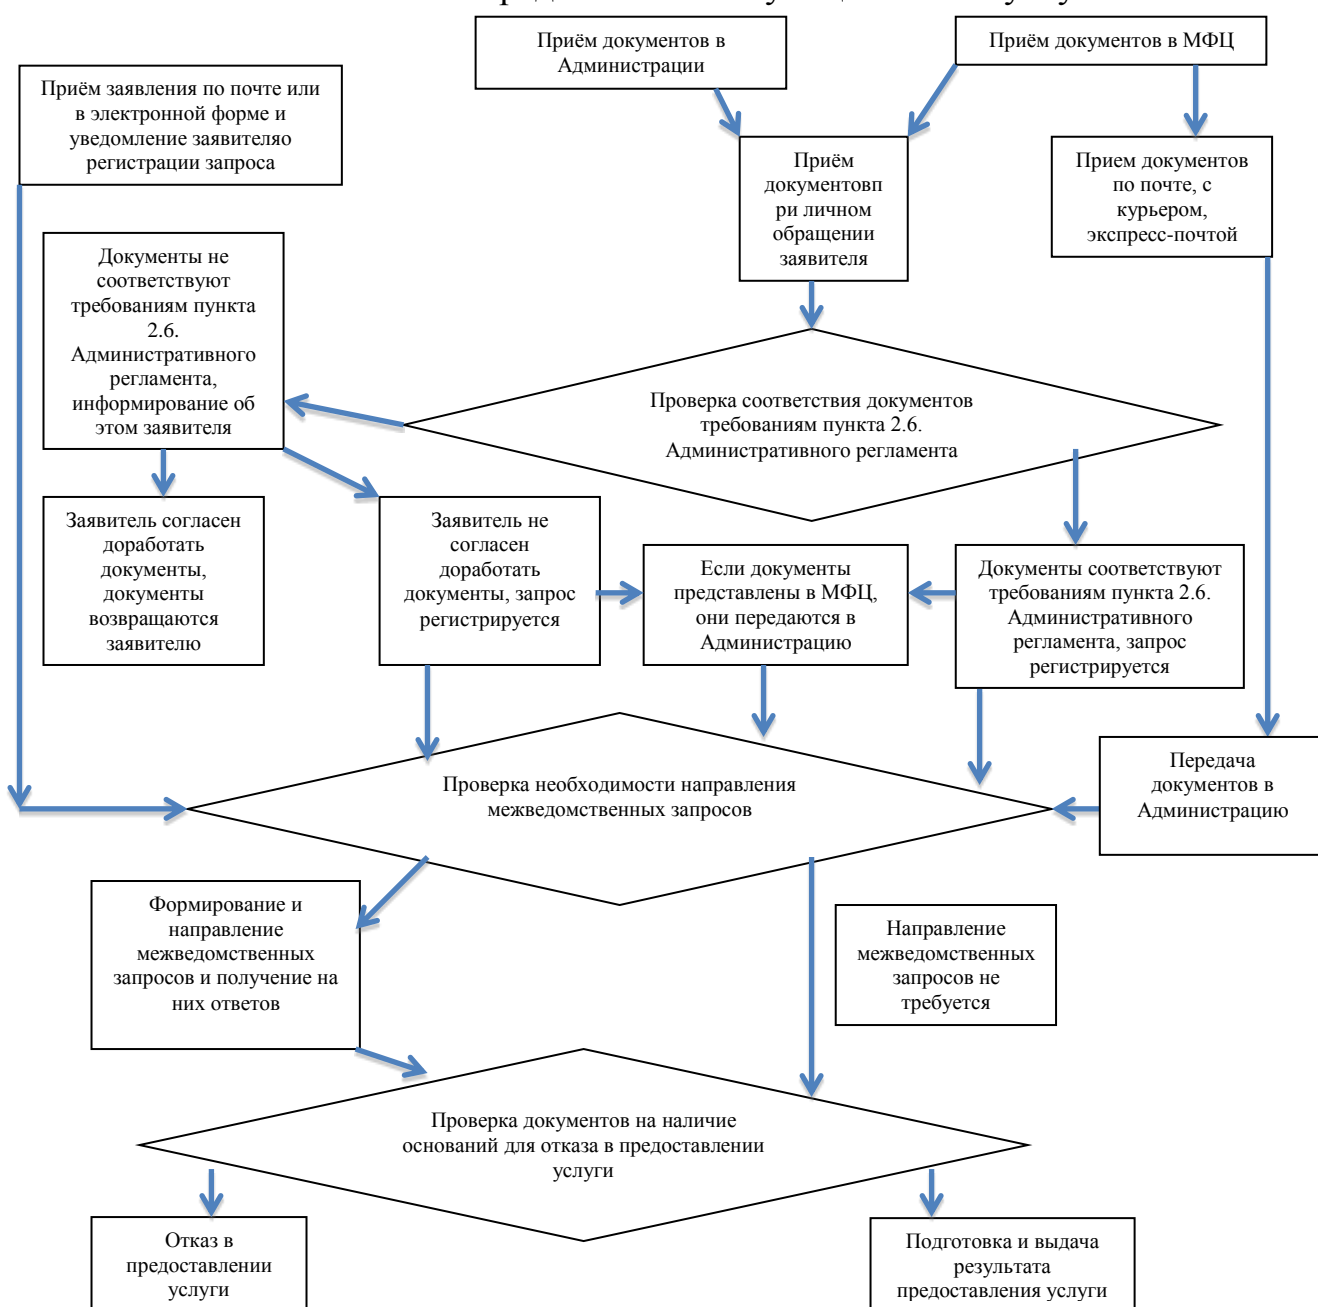 Приём документов в
Администрации
Приём документов в МФЦ
Приём заявления по почте или
в электронной форме и
уведомление заявителяо
регистрации запроса
Приём
документовп
ри личном
обращении
заявителя
Прием документов
по почте, с
курьером,
экспресс-почтой
Документы не
соответствуют
требованиям пункта
2.6.
Административного
регламента,
информирование об
этом заявителя
Проверка соответствия документов
требованиям пункта 2.6.
Административного регламента
Заявитель согласен
доработать
документы,
документы
возвращаются
заявителю
Заявитель не
согласен
доработать
документы, запрос
регистрируется
Если документы
представлены в МФЦ,
они передаются в
Администрацию
Документы соответствуют
требованиям пункта 2.6.
Административного
регламента, запрос
регистрируется
Проверка необходимости направления
межведомственных запросов
Передача
документов в
Администрацию
Формирование и
направление
межведомственных
запросов и получение на
них ответов
Направление
межведомственных
запросов не
требуется
Проверка документов на наличие
оснований для отказа в предоставлении
услуги
Отказ в
предоставлении
услуги
Подготовка и выдача
результата
предоставления услуги